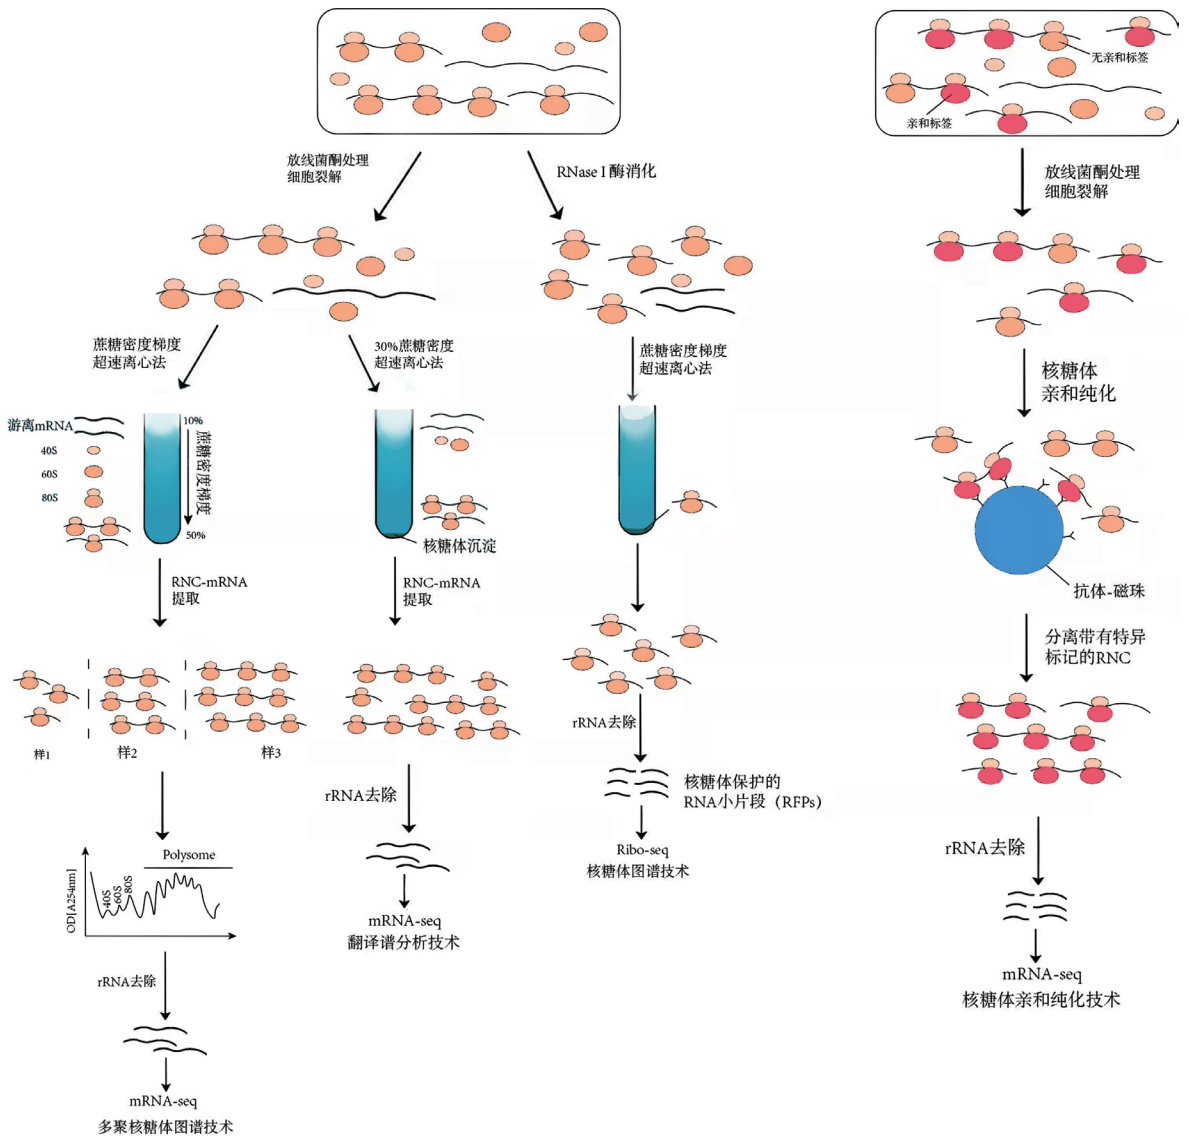 无亲和标签
亲和标签
放线菌酮处理
细胞裂解
RNase I 酶消化
放线菌酮处理
细胞裂解
蔗糖密度梯度
超速离心法
30%蔗糖密度
超速离心法
蔗糖密度梯度
超速离心法
核糖体
亲和纯化
游离mRNA
40S
60S
80S
10%
蔗糖密度梯度
50%
核糖体沉淀
抗体-磁珠
RNC-mRNA
提取
RNC-mRNA
提取
分离带有特异
标记的RNC
样1
样2
样3
rRNA去除
rRNA去除
核糖体保护的
RNA小片段（RFPs）
rRNA去除
Polysome
OD[A254nm]
40S
60S
80S
Ribo-seq
核糖体图谱技术
mRNA-seq
翻译谱分析技术
mRNA-seq
核糖体亲和纯化技术
rRNA去除
mRNA-seq
多聚核糖体图谱技术